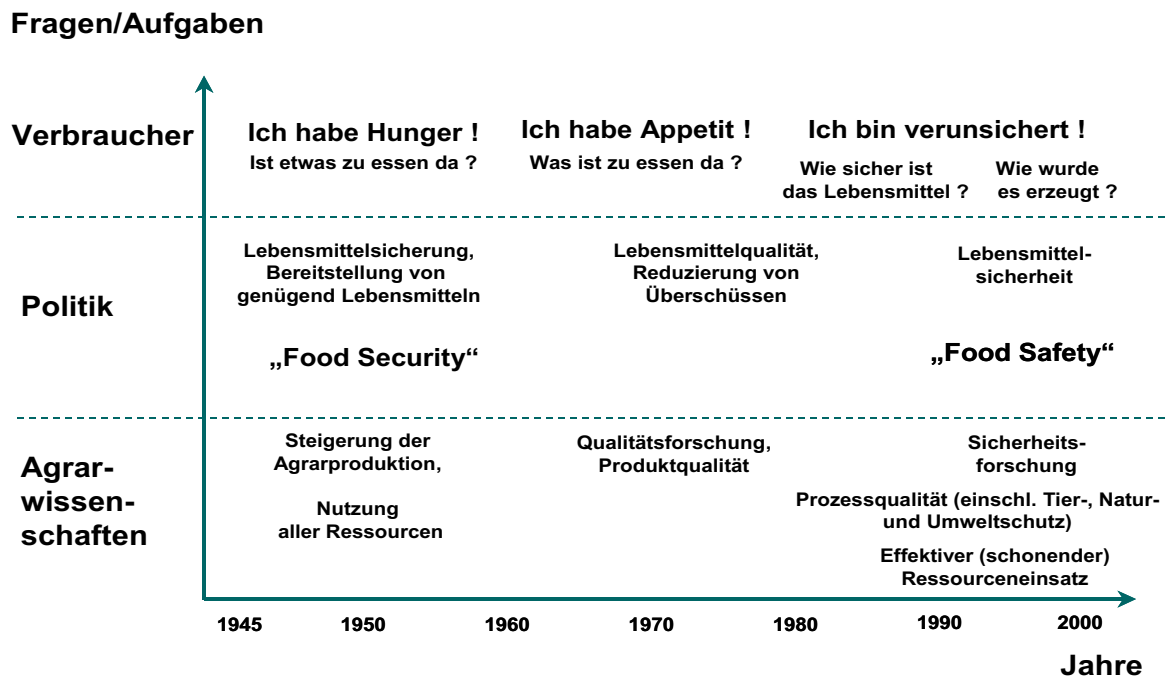 Fragen/Aufgaben
Verbraucher
Ich habe Hunger !
Ist etwas zu essen da ?
Ich habe Appetit !
Was ist zu essen da ?
Ich bin verunsichert !
Wie sicher ist
das Lebensmittel ?
Wie wurde
es erzeugt ?
Politik
Lebensmittelsicherung,
Bereitstellung von
genügend Lebensmitteln
„Food Security“
Lebensmittelqualität,
Reduzierung von
Überschüssen
Lebensmittel-
sicherheit
„Food Safety“
Agrar-
wissen-
schaften
Steigerung der
Agrarproduktion,
Nutzung
aller Ressourcen
Qualitätsforschung,
Produktqualität
Sicherheits-
forschung
Prozessqualität (einschl. Tier-, Natur-
und Umweltschutz)
Effektiver (schonender)
Ressourceneinsatz
1945 1950 1960 1970 1980 1990 2000
Jahre